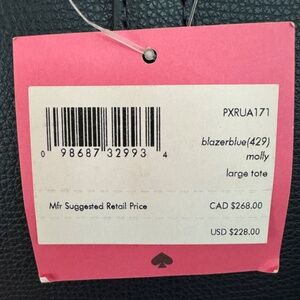 PXRUA171
0 98687 32993 4
blazerblue(429)
molly
large tote
Mfr Suggested Retail Price CAD $268.00
USD $228.00